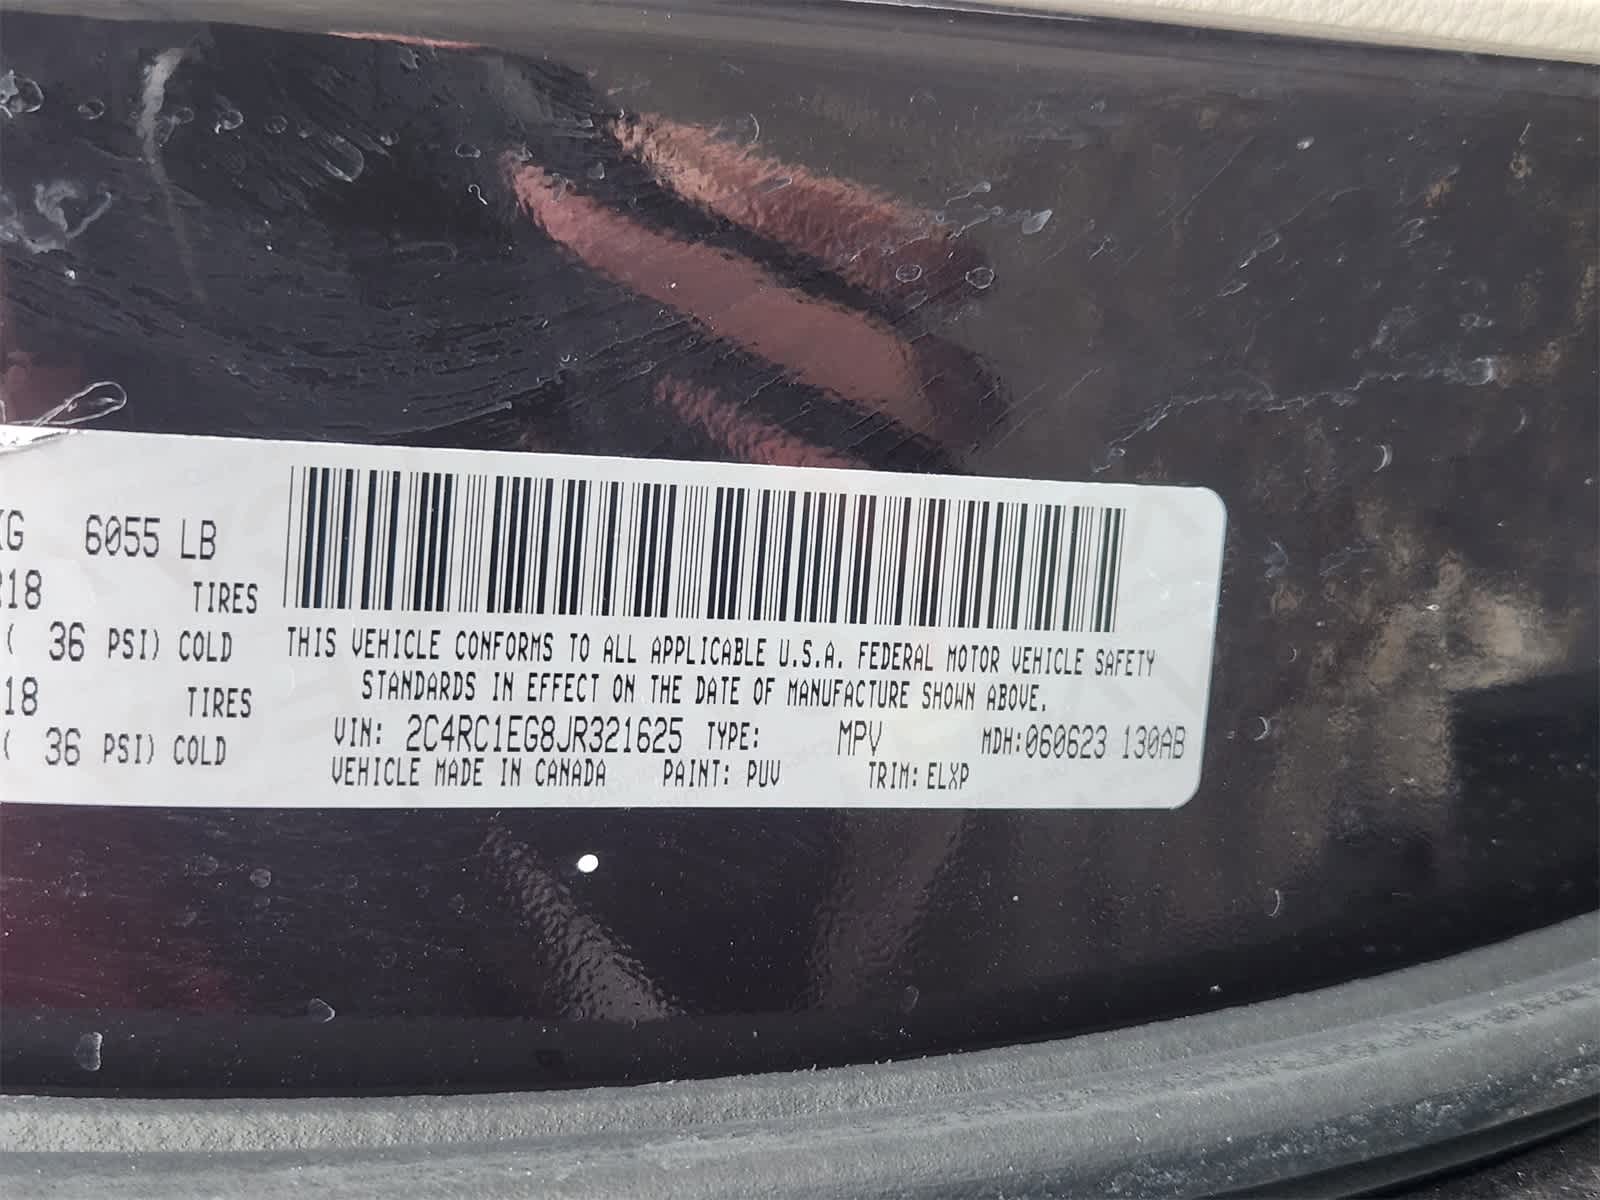 KG 6055 LB
R18 TIRES
( 36 PSI) COLD
18 TIRES
( 36 PSI) COLD
THIS VEHICLE CONFORMS TO ALL APPLICABLE U.S.A. FEDERAL MOTOR VEHICLE SAFETY
STANDARDS IN EFFECT ON THE DATE OF MANUFACTURE SHOWN ABOVE.
VIN: 2C4RC1EG8JR321625 TYPE: MPV MDH:060623 130AB
VEHICLE MADE IN CANADA PAINT: PUV TRIM: ELXP